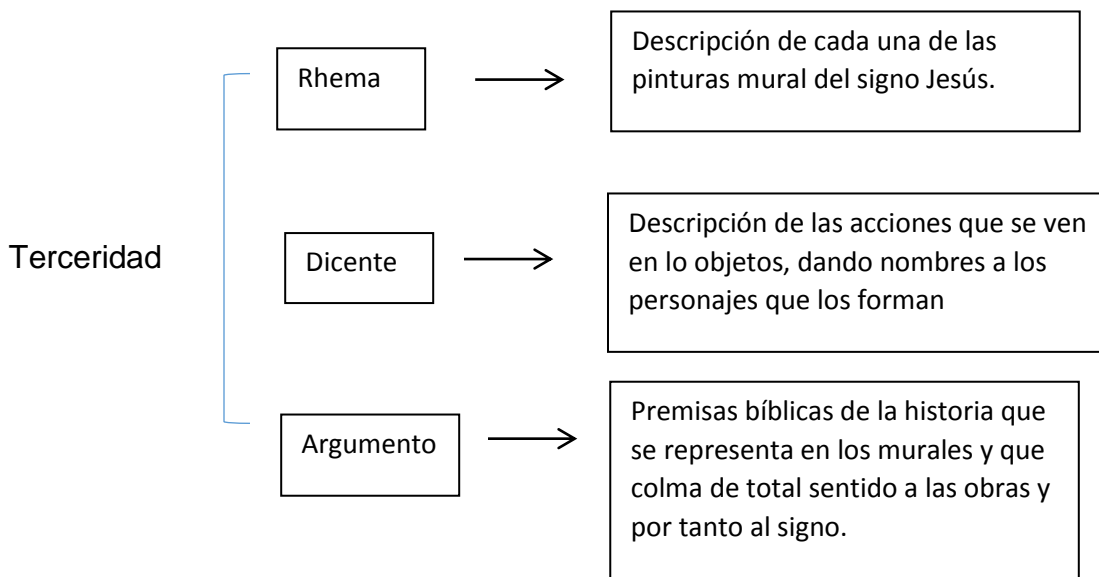 Rhema
Descripción de cada una de las
pinturas mural del signo Jesús.
Terceridad
Dicente
Descripción de las acciones que se ven
en lo objetos, dando nombres a los
personajes que los forman
Argumento
Premisas bíblicas de la historia que
se representa en los murales y que
colma de total sentido a las obras y
por tanto al signo.